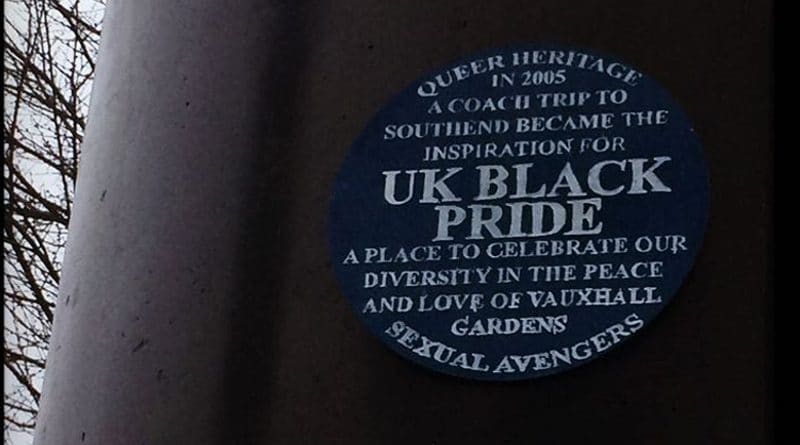 QUEER HERITAGE
IN 2005
A COACH TRIP TO
SOUTHEND BECAME THE
INSPIRATION FOR
UK BLACK
PRIDE
A PLACE TO CELEBRATE OUR
DIVERSITY IN THE PEACE
AND LOVE OF VAUXHALL
GARDENS
SEXUAL AVENGERS